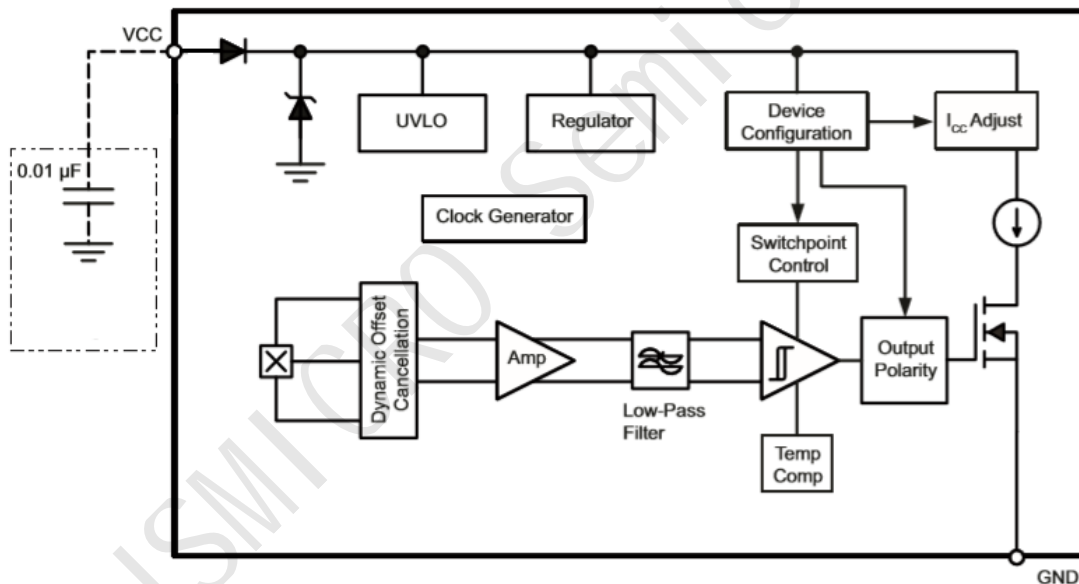 VCC
0.01 µF
UVLO
Regulator
Device
Configuration
ICC Adjust
Clock Generator
Switchpoint
Control
Dynamic Offset
Cancellation
Amp
Low-Pass
Filter
Output
Polarity
Temp
Comp
GND